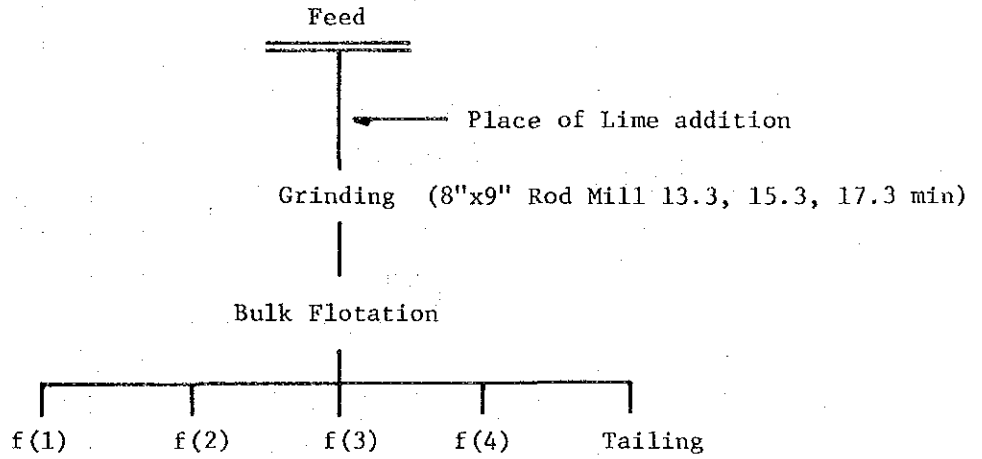 Feed
Place of Lime addition
Grinding (8"x9" Rod Mill 13.3, 15.3, 17.3 min)
Bulk Flotation
f(1) f(2) f(3) f(4) Tailing